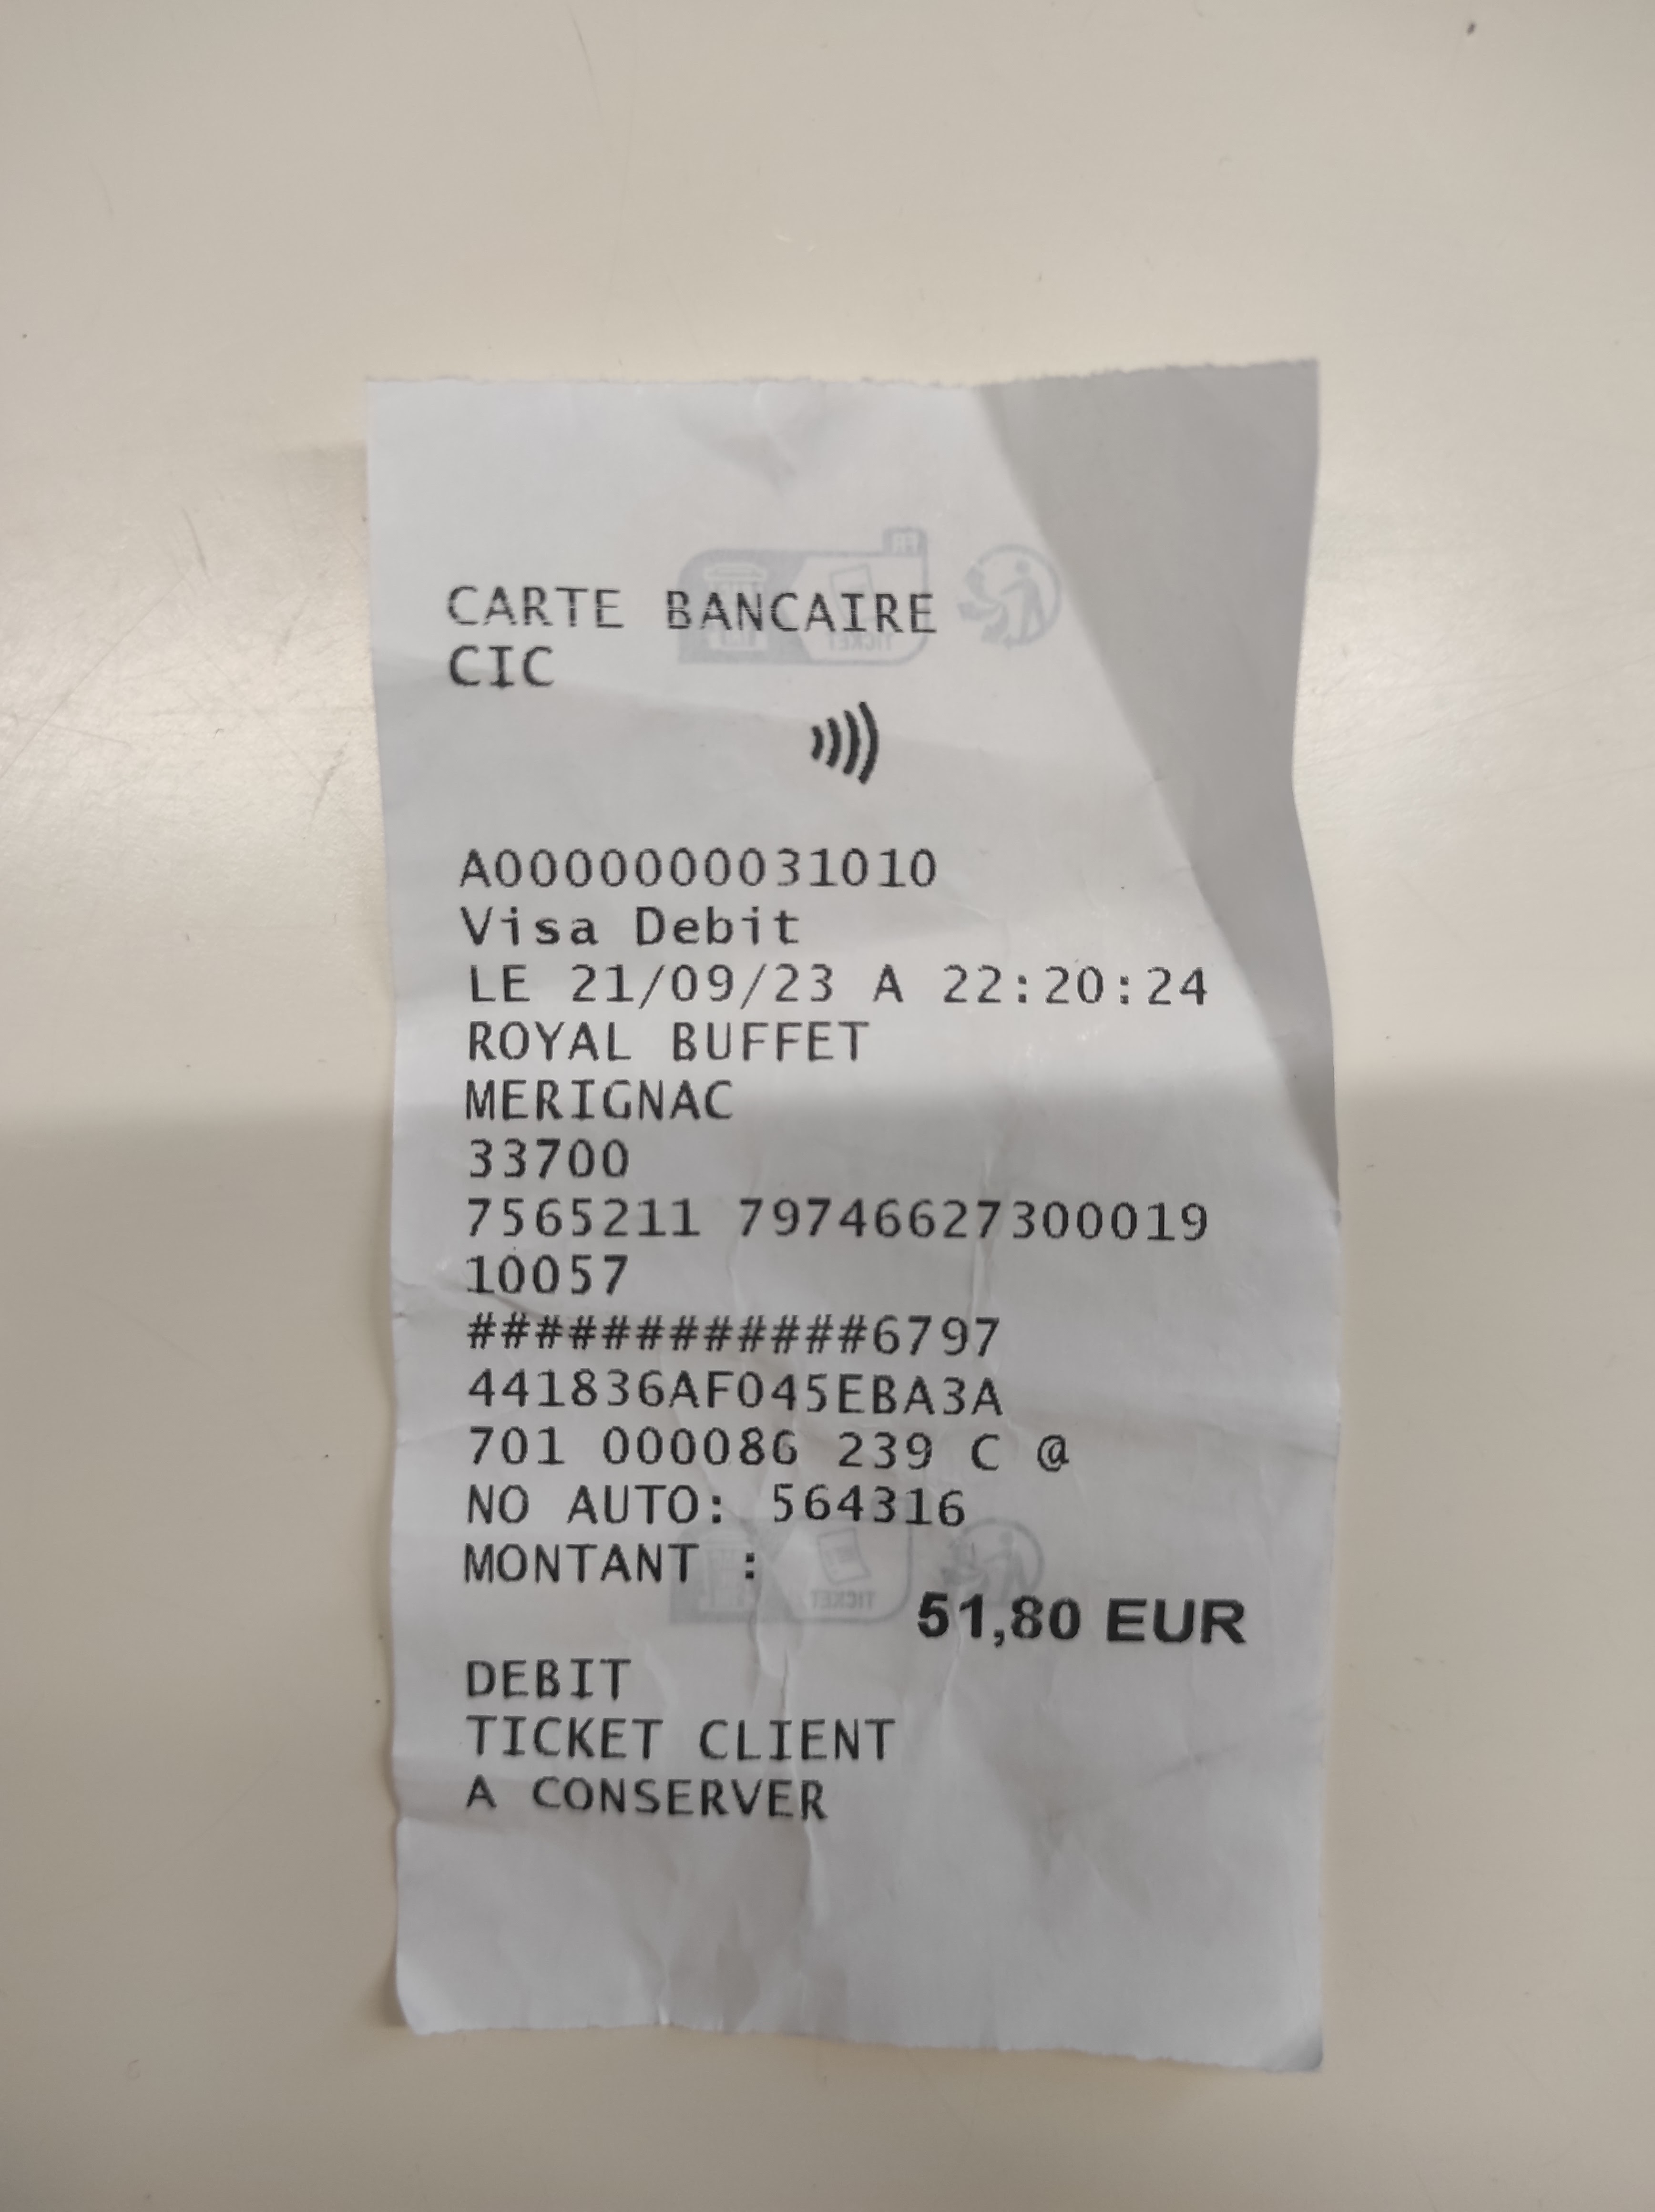 CARTE BANCAIRE
CIC
A0000000031010
Visa Debit
LE 21/09/23 A 22:20:24
ROYAL BUFFET
MERIGNAC
33700
7565211 79746627300019
10057
############6797
441836AF045EBA3A
701 000086 239 C @
NO AUTO: 564316
MONTANT :
51,80 EUR
DEBIT
TICKET CLIENT
A CONSERVER